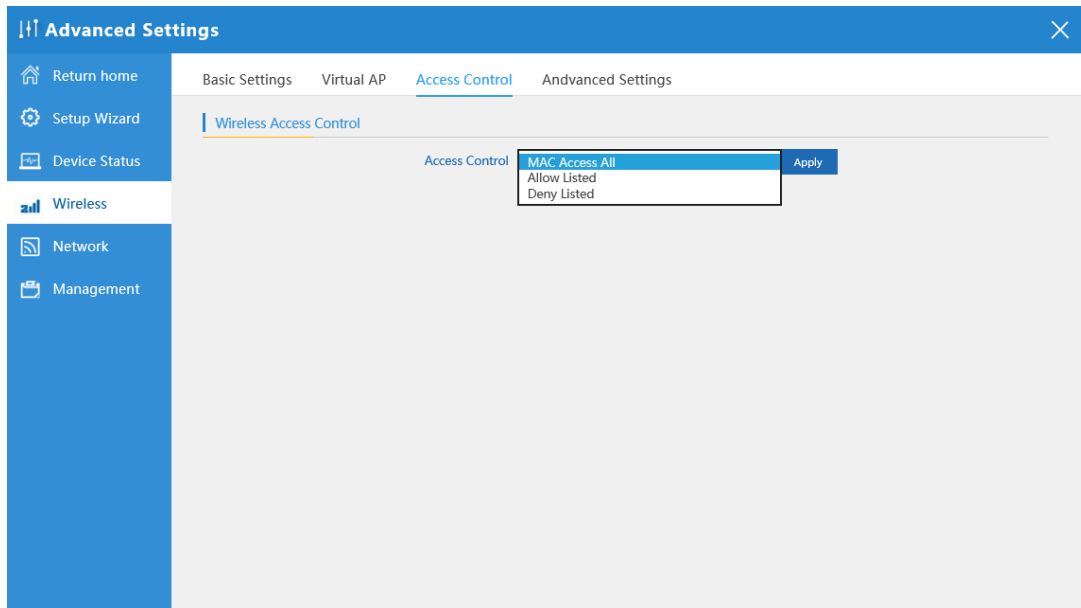 Advanced Settings
Return home
Setup Wizard
Device Status
Wireless
Network
Management
Basic Settings Virtual AP Access Control Andvanced Settings
Wireless Access Control
Access Control MAC Access All Apply
Allow Listed
Deny Listed